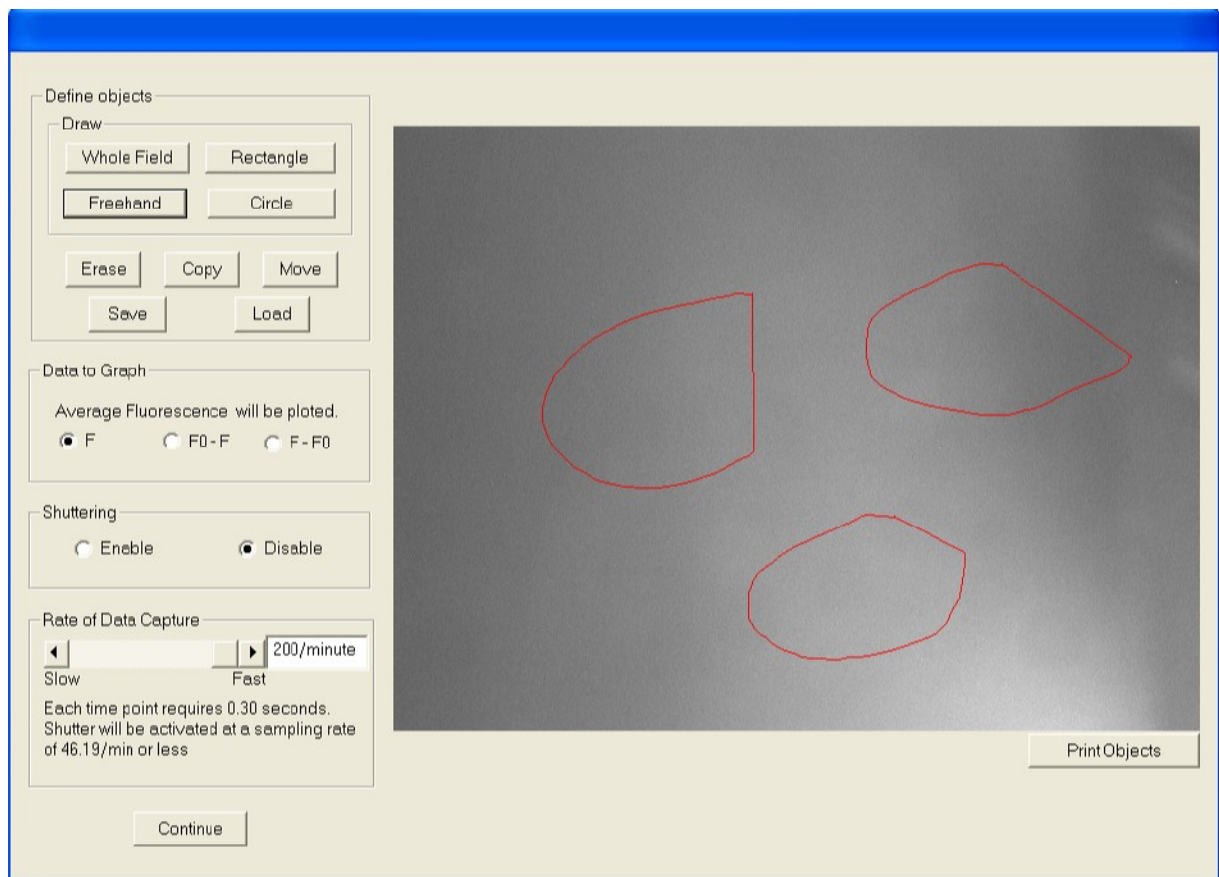 Define objects
Draw
Whole Field Rectangle
Freehand Circle
Erase Copy Move
Save Load
Data to Graph
Average Fluorescence will be ploted.
F F0 - F F - F0
Shuttering
Enable Disable
Rate of Data Capture
200/minute
Slow Fast
Each time point requires 0.30 seconds.
Shutter will be activated at a sampling rate
of 46.19/min or less
Continue
Print Objects